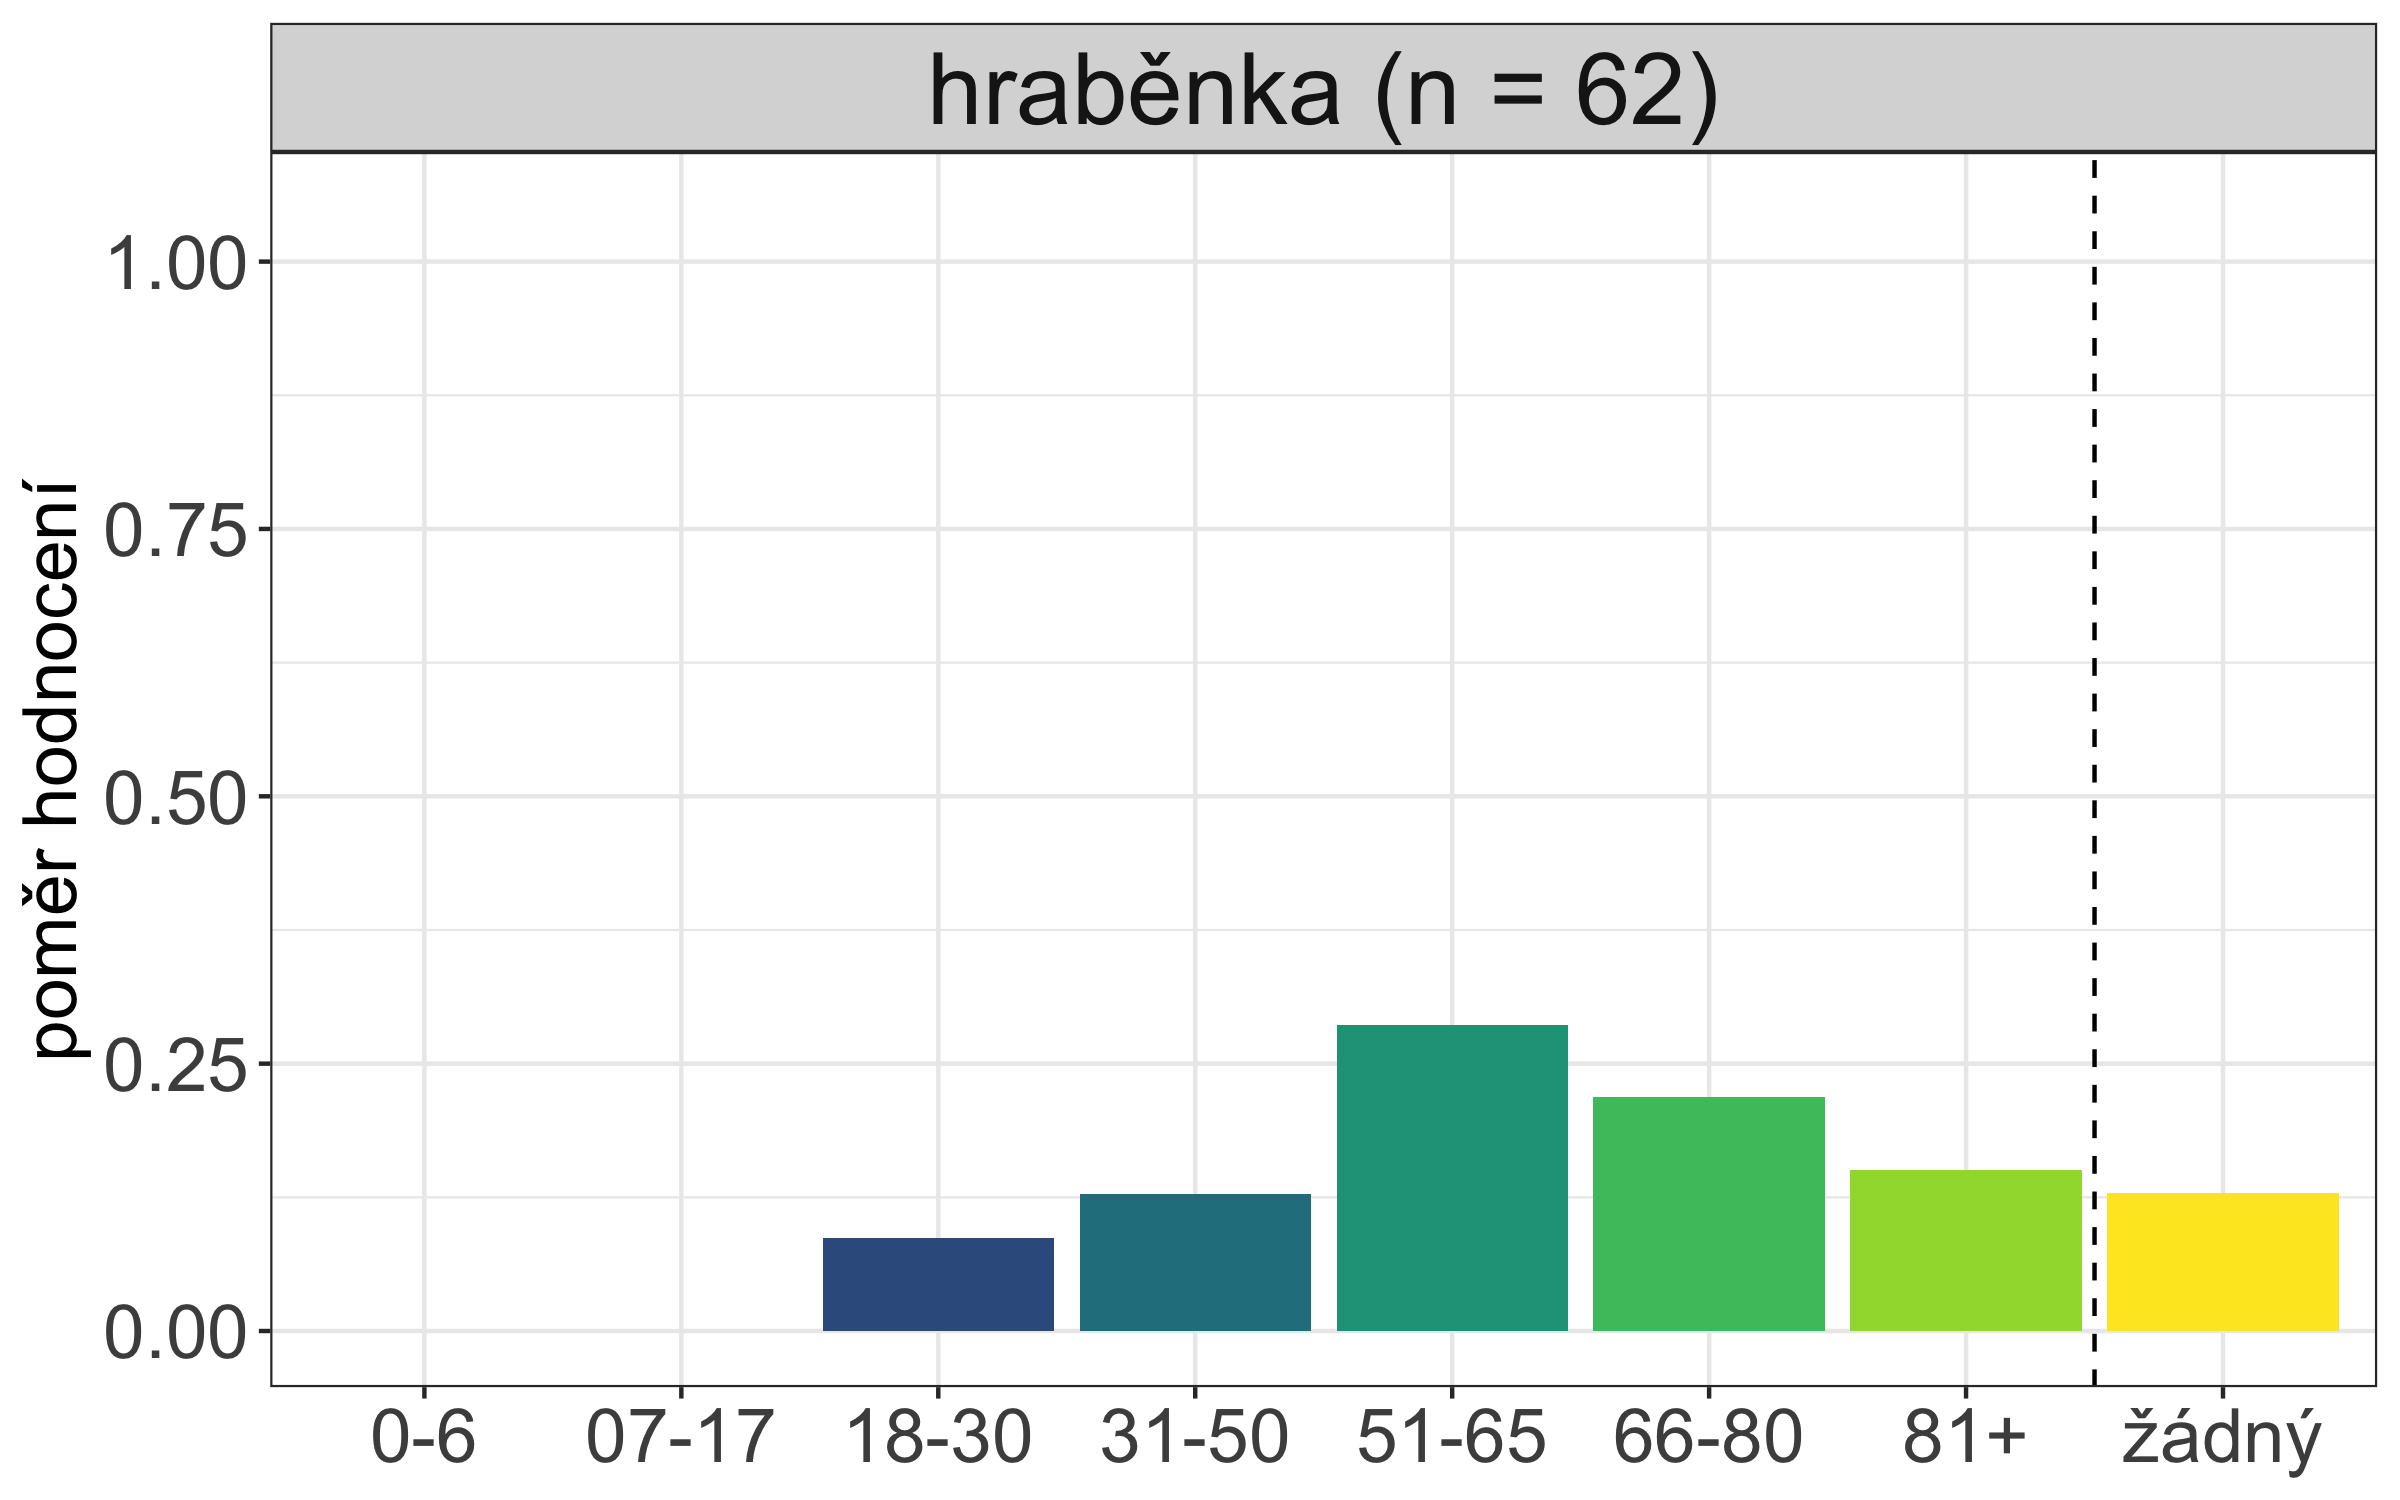 hraběnka (n = 62)
poměr hodnocení
1.00
0.75
0.50
0.25
0.00
0-6 07-17 18-30 31-50 51-65 66-80 81+ žádný